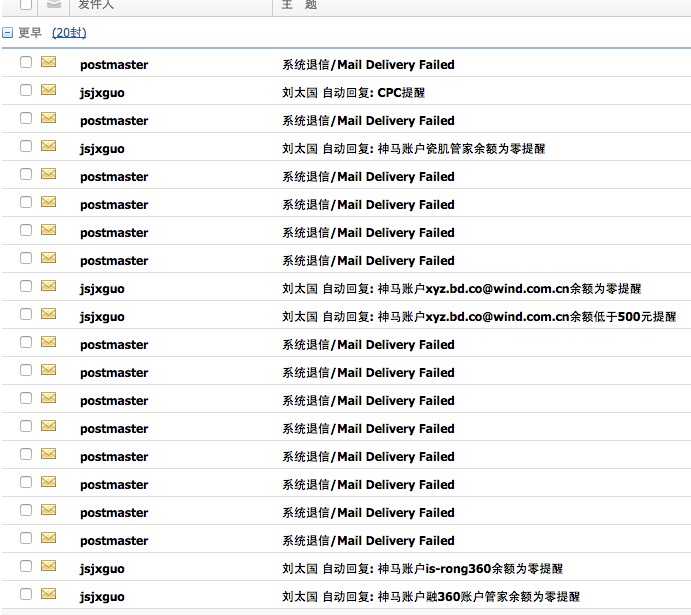 发件人 主 题
更早 (20封)
postmaster 系统退信/Mail Delivery Failed
jsjxguo 刘太国 自动回复: CPC提醒
postmaster 系统退信/Mail Delivery Failed
jsjxguo 刘太国 自动回复: 神马账户瓷肌管家余额为零提醒
postmaster 系统退信/Mail Delivery Failed
postmaster 系统退信/Mail Delivery Failed
postmaster 系统退信/Mail Delivery Failed
postmaster 系统退信/Mail Delivery Failed
jsjxguo 刘太国 自动回复: 神马账户xyz.bd.co@wind.com.cn余额为零提醒
jsjxguo 刘太国 自动回复: 神马账户xyz.bd.co@wind.com.cn余额低于500元提醒
postmaster 系统退信/Mail Delivery Failed
postmaster 系统退信/Mail Delivery Failed
postmaster 系统退信/Mail Delivery Failed
postmaster 系统退信/Mail Delivery Failed
postmaster 系统退信/Mail Delivery Failed
postmaster 系统退信/Mail Delivery Failed
postmaster 系统退信/Mail Delivery Failed
postmaster 系统退信/Mail Delivery Failed
jsjxguo 刘太国 自动回复: 神马账户is-rong360余额为零提醒
jsjxguo 刘太国 自动回复: 神马账户融360账户管家余额为零提醒